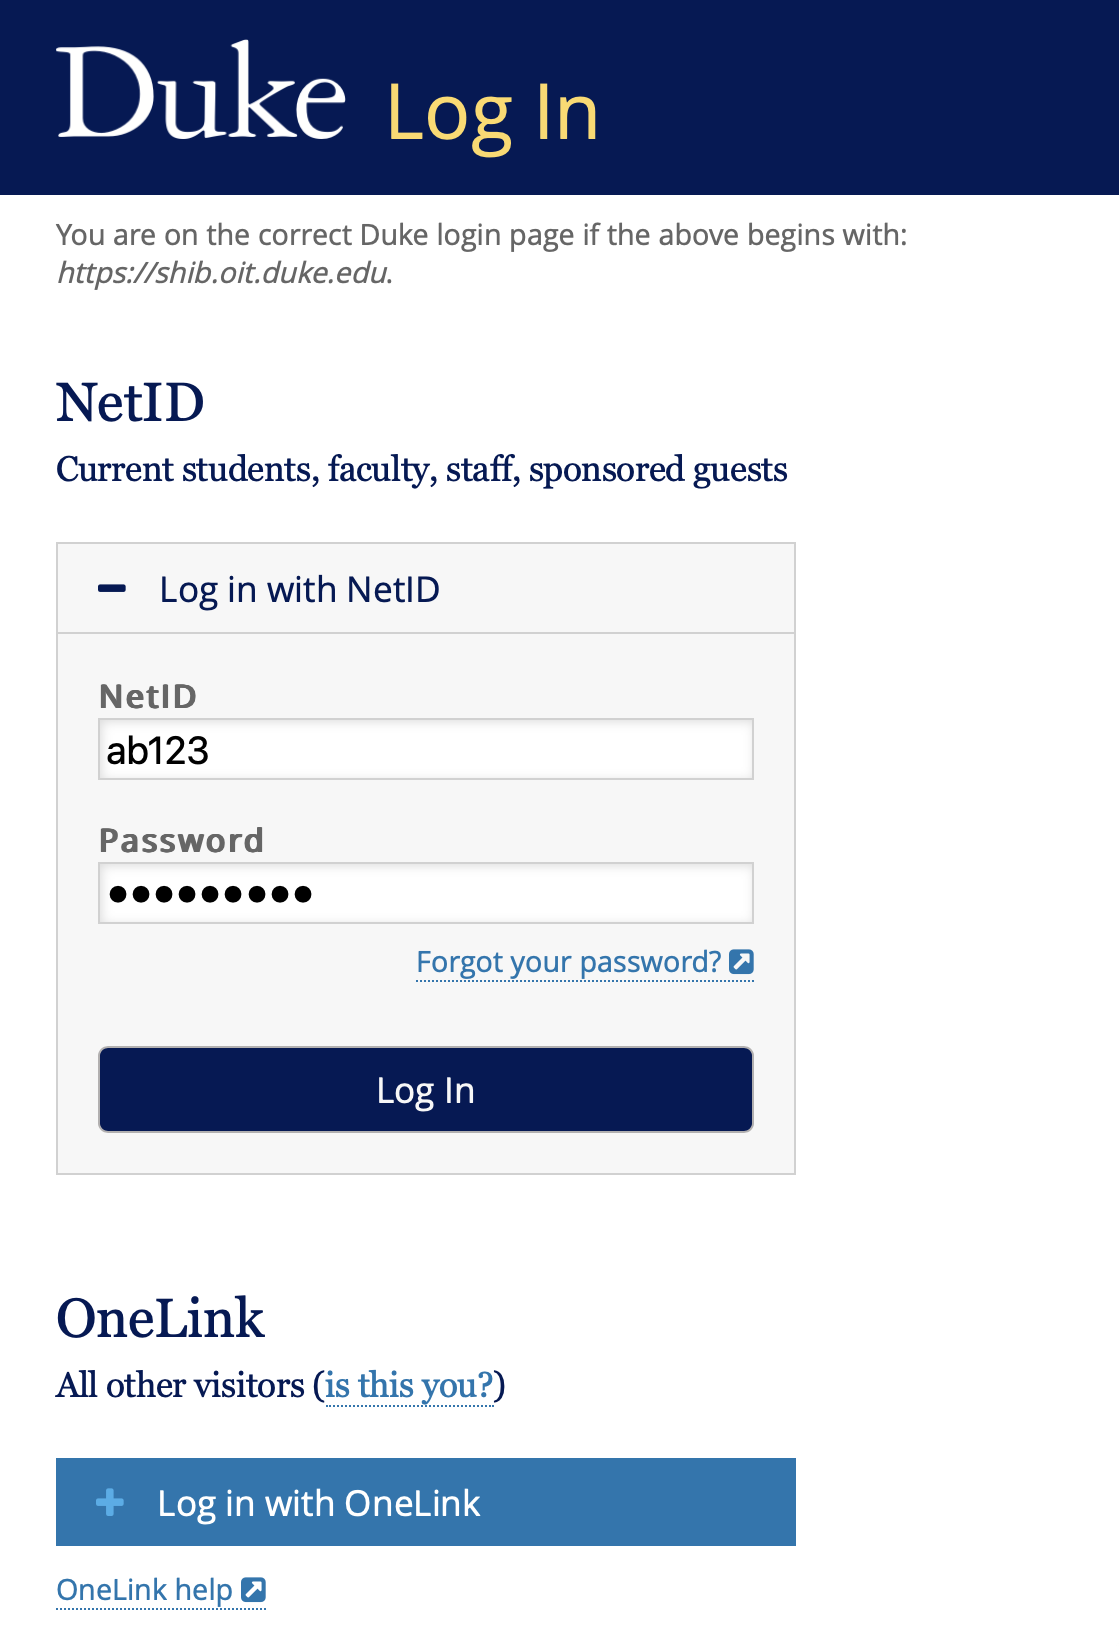 Duke Log In
You are on the correct Duke login page if the above begins with:
https://shib.oit.duke.edu.
NetID
Current students, faculty, staff, sponsored guests
Log in with NetID
NetID
ab123
Password
•••••••••
Forgot your password?
Log In
OneLink
All other visitors (is this you?)
Log in with OneLink
OneLink help